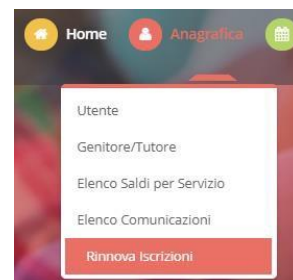 Home Anagrafica
Utente
Genitore/Tutore
Elenco Saldi per Servizio
Elenco Comunicazioni
Rinnova Iscrizioni